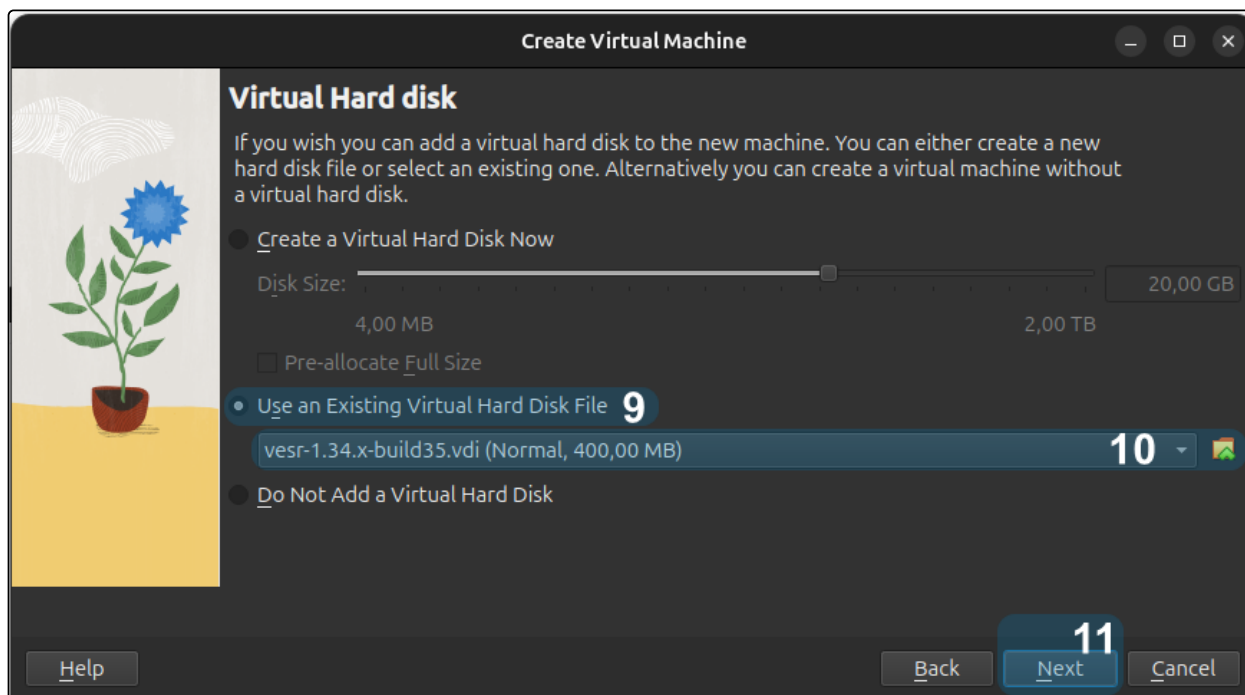 Create Virtual Machine
Virtual Hard disk
If you wish you can add a virtual hard disk to the new machine. You can either create a new
hard disk file or select an existing one. Alternatively you can create a virtual machine without
a virtual hard disk.
Create a Virtual Hard Disk Now
Disk Size: 20,00 GB
4,00 MB 2,00 TB
Pre-allocate Full Size
Use an Existing Virtual Hard Disk File 9
vesr-1.34.x-build35.vdi (Normal, 400,00 MB) 10
Do Not Add a Virtual Hard Disk
11
Help Back Next Cancel